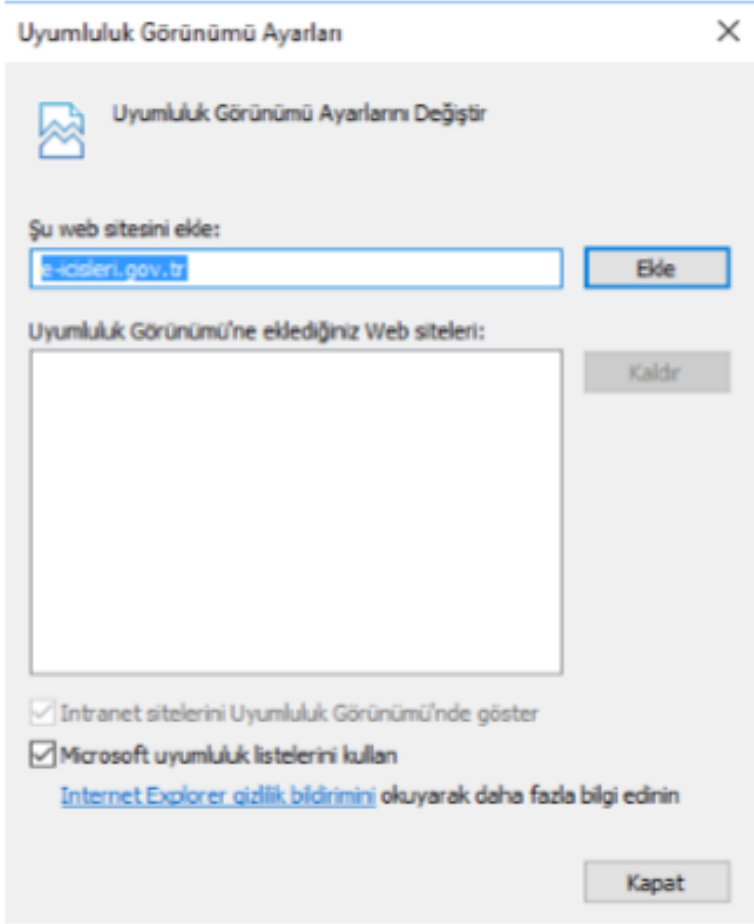 Uyumluluk Görünümü Ayarları
Uyumluluk Görünümü Ayarlarını Değiştir
Şu web sitesini ekle:
e-icisleri.gov.tr
Ekle
Uyumluluk Görünümü'ne eklediğiniz Web siteleri:
Kaldır
Intranet sitelerini Uyumluluk Görünümü'nde göster
Microsoft uyumluluk listelerini kullan
Internet Explorer gizlilik bildirimini okuyarak daha fazla bilgi edinin
Kapat